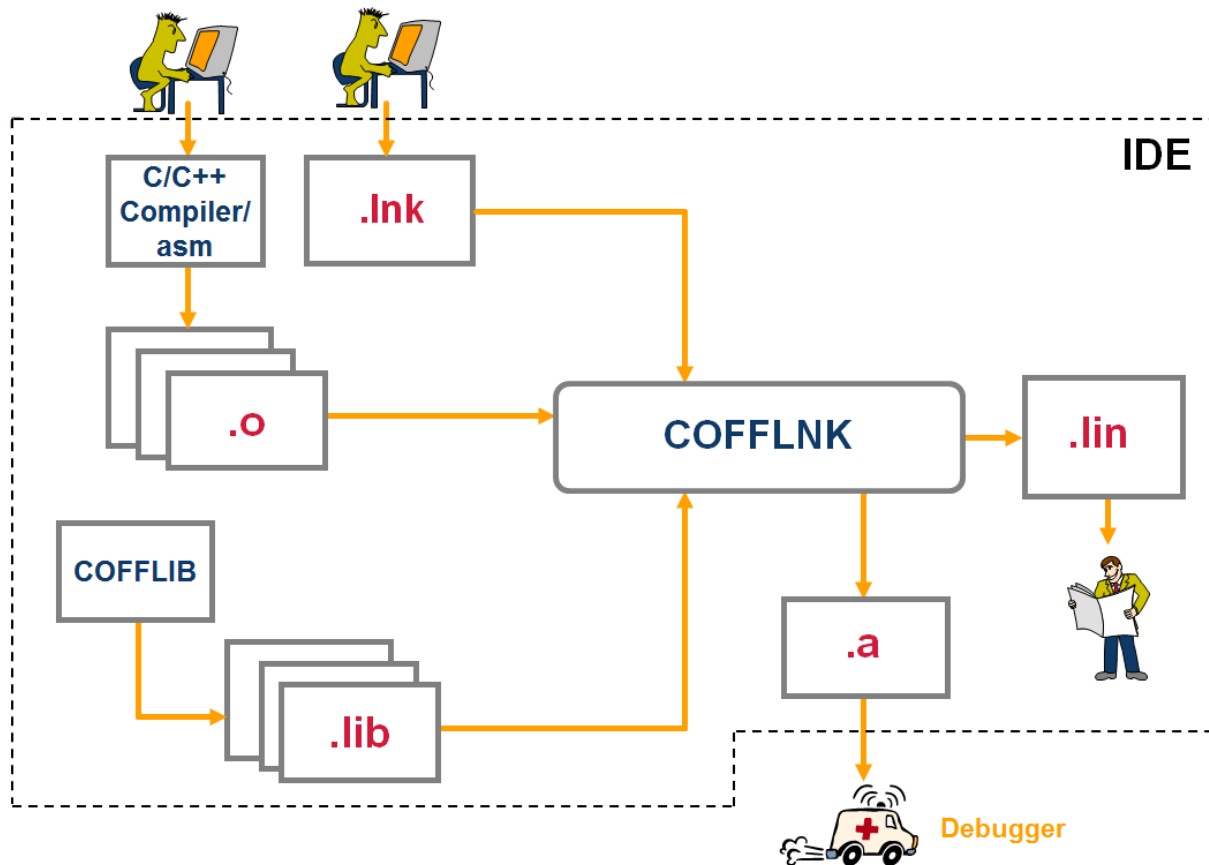 IDE
C/C++
Compiler/
asm
.lnk
.o
COFFLNK
.lin
COFFLIB
.a
.lib
Debugger